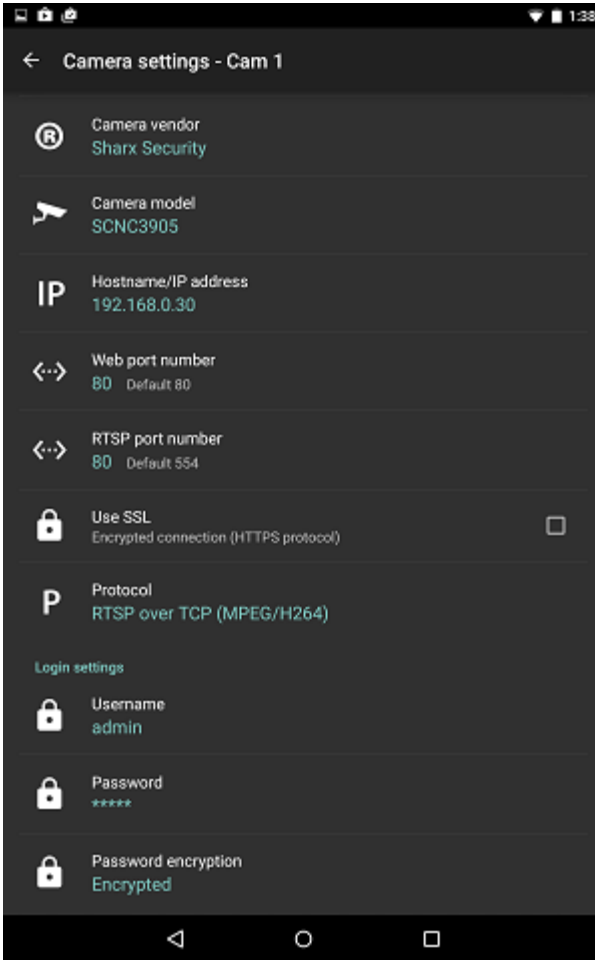 1:38
Camera settings - Cam 1
®
Camera vendor
Sharx Security
Camera model
SCNC3905
IP
Hostname/IP address
192.168.0.30
Web port number
80 Default 80
RTSP port number
80 Default 554
Use SSL
Encrypted connection (HTTPS protocol)
P
Protocol
RTSP over TCP (MPEG/H264)
Login settings
Username
admin
Password
*****
Password encryption
Encrypted